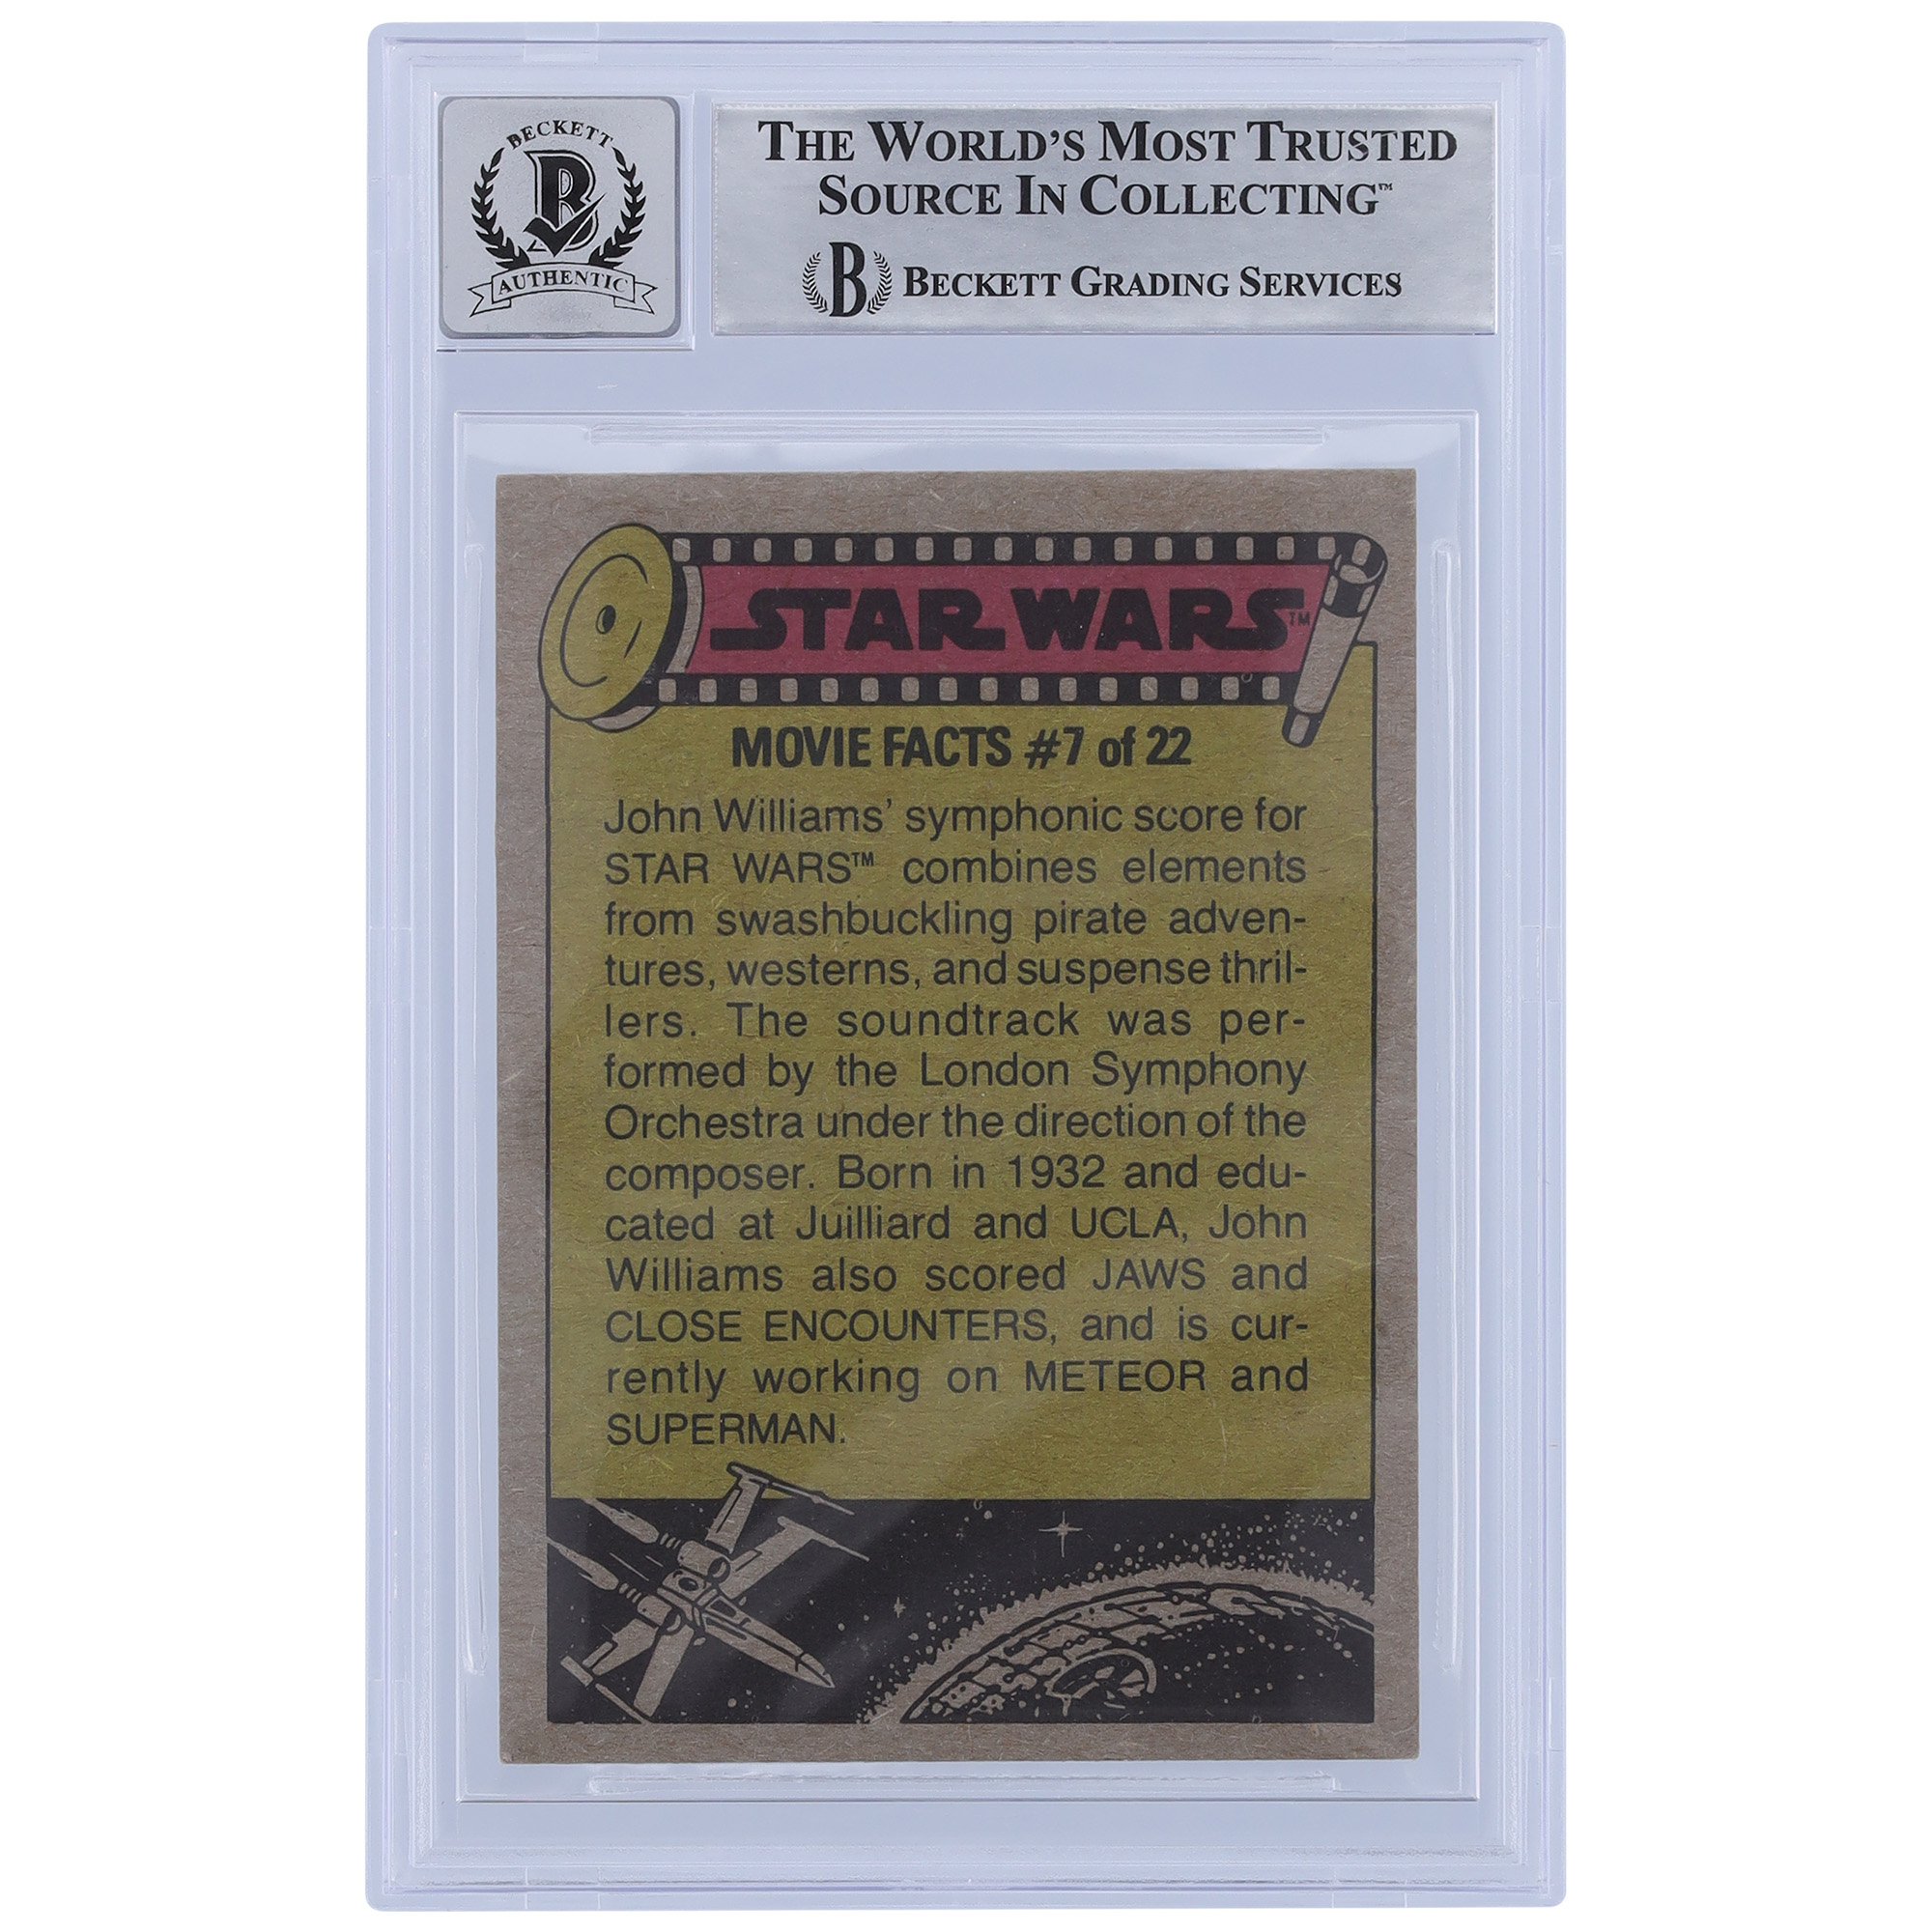 BECKETT
B
AUTHENTIC
THE WORLD'S MOST TRUSTED
SOURCE IN COLLECTING™
B BECKETT GRADING SERVICES
STAR WARS™
MOVIE FACTS #7 of 22
John Williams' symphonic score for
STAR WARS™ combines elements
from swashbuckling pirate adven-
tures, westerns, and suspense thril-
lers. The soundtrack was per-
formed by the London Symphony
Orchestra under the direction of the
composer. Born in 1932 and edu-
cated at Juilliard and UCLA, John
Williams also scored JAWS and
CLOSE ENCOUNTERS, and is cur-
rently working on METEOR and
SUPERMAN.